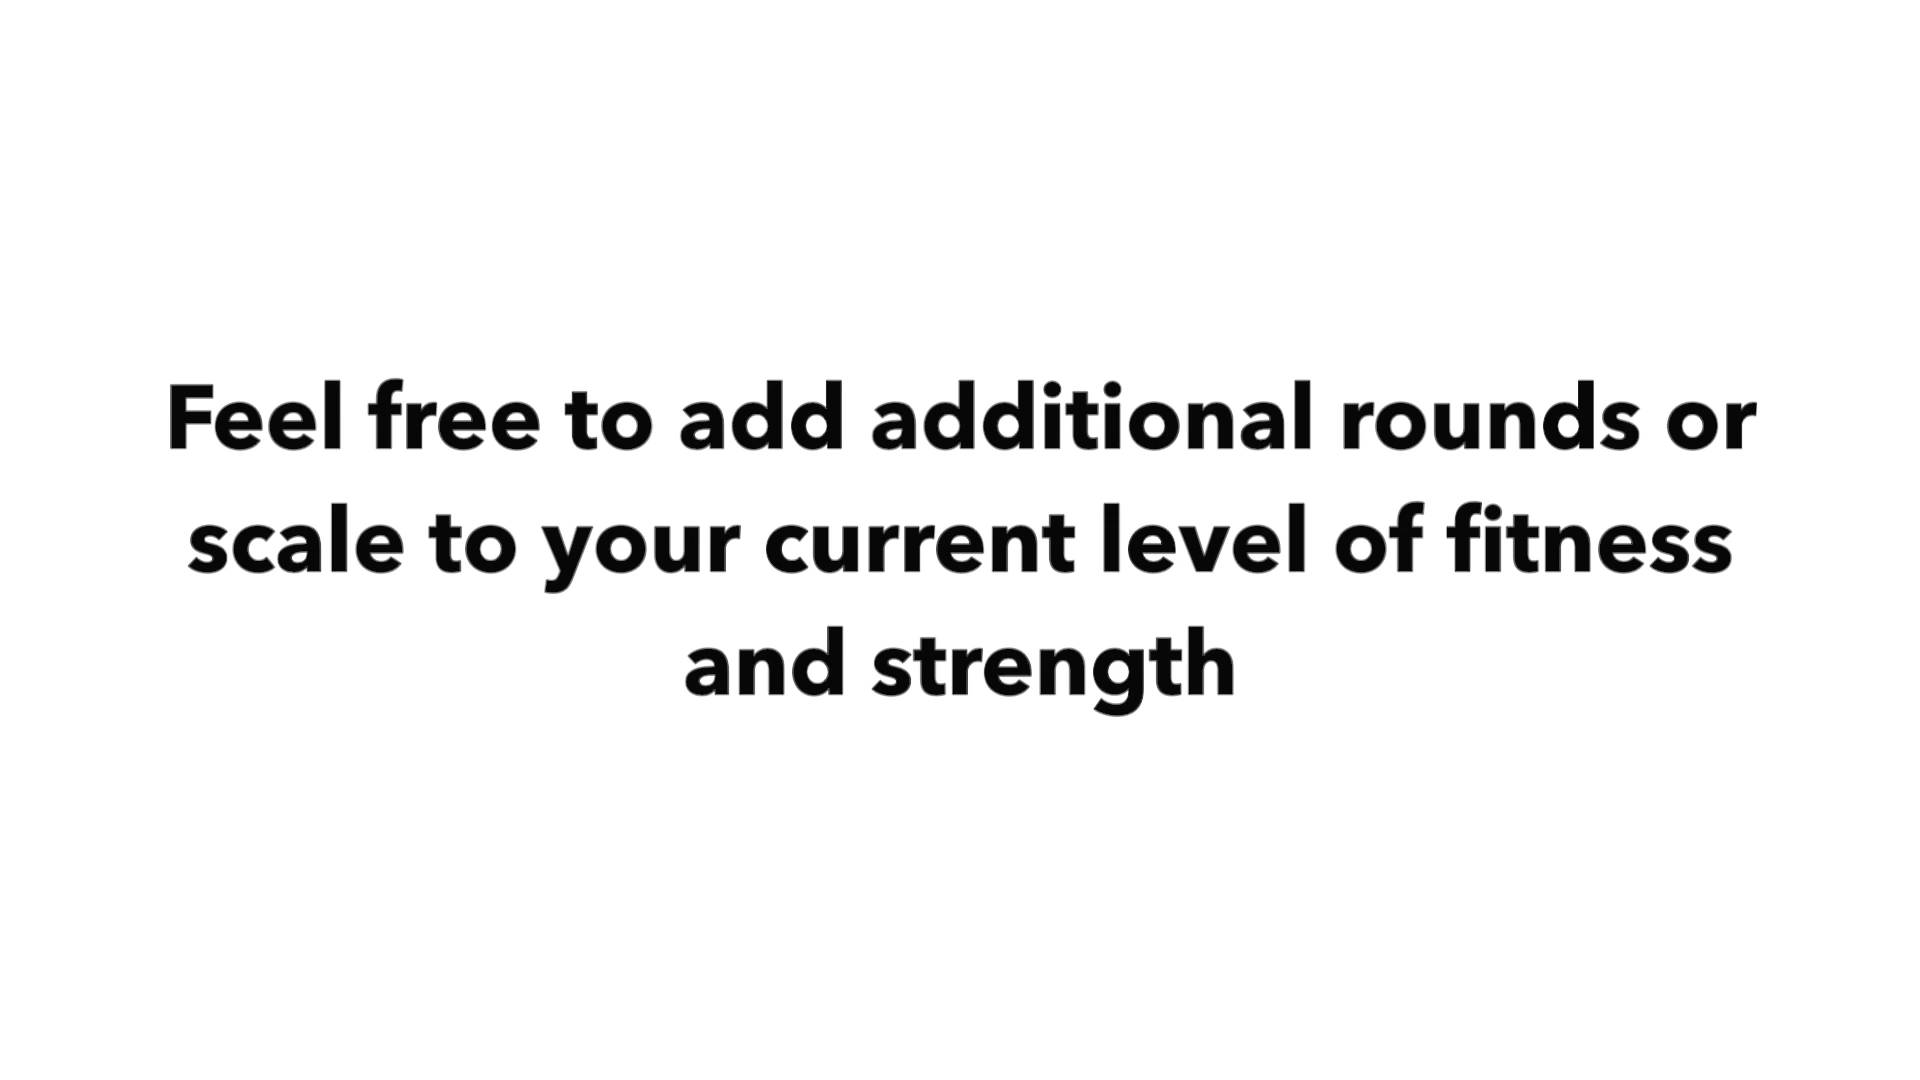 Feel free to add additional rounds or
scale to your current level of fitness
and strength